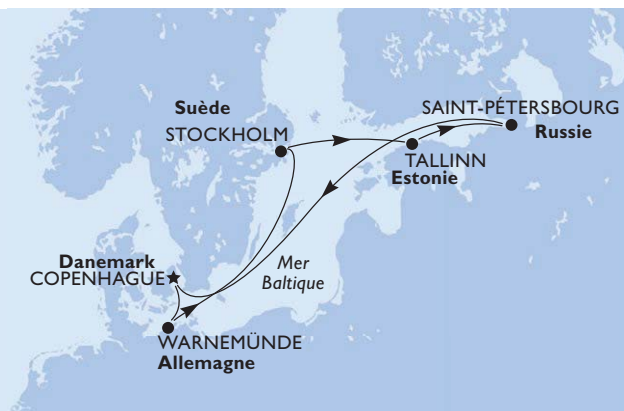 SAINT-PÉTERSBOURG
Russie
Suède
STOCKHOLM
TALLINN
Estonie
Danemark
COPENHAGUE
Mer
Baltique
WARNEMÜNDE
Allemagne